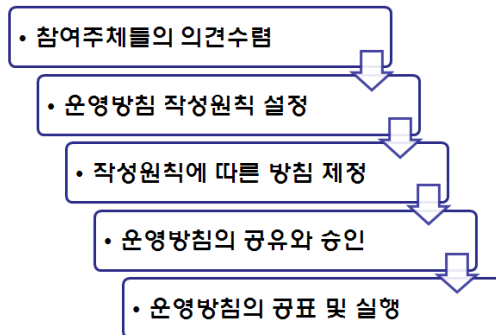 • 참여주체들의 의견수렴
• 운영방침 작성원칙 설정
• 작성원칙에 따른 방침 제정
• 운영방침의 공유와 승인
• 운영방침의 공표 및 실행